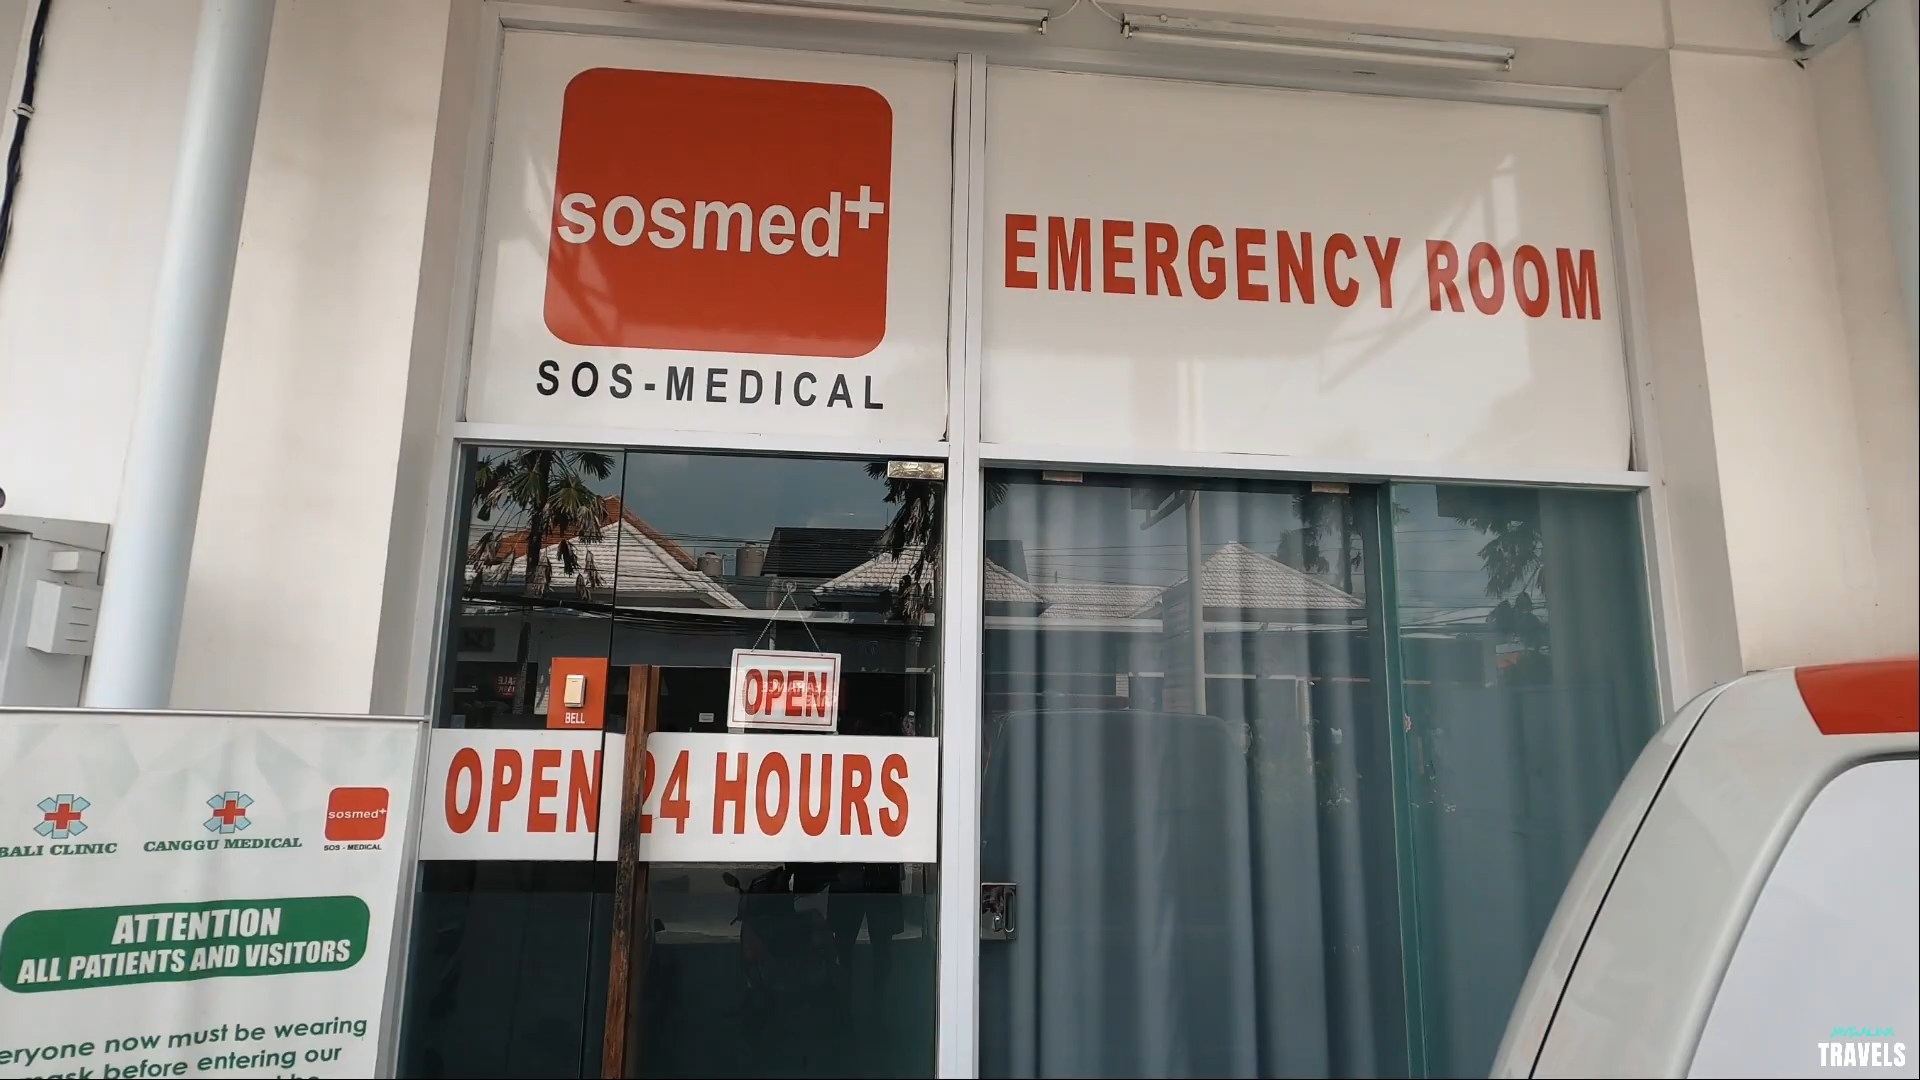 sosmed+
SOS-MEDICAL
EMERGENCY ROOM
BELL
OPEN
OPEN 24 HOURS
BALI CLINIC
CANGGU MEDICAL
sosmed+
SOS - MEDICAL
ATTENTION
ALL PATIENTS AND VISITORS
eryone now must be wearing
ask before entering our
TRAVELS